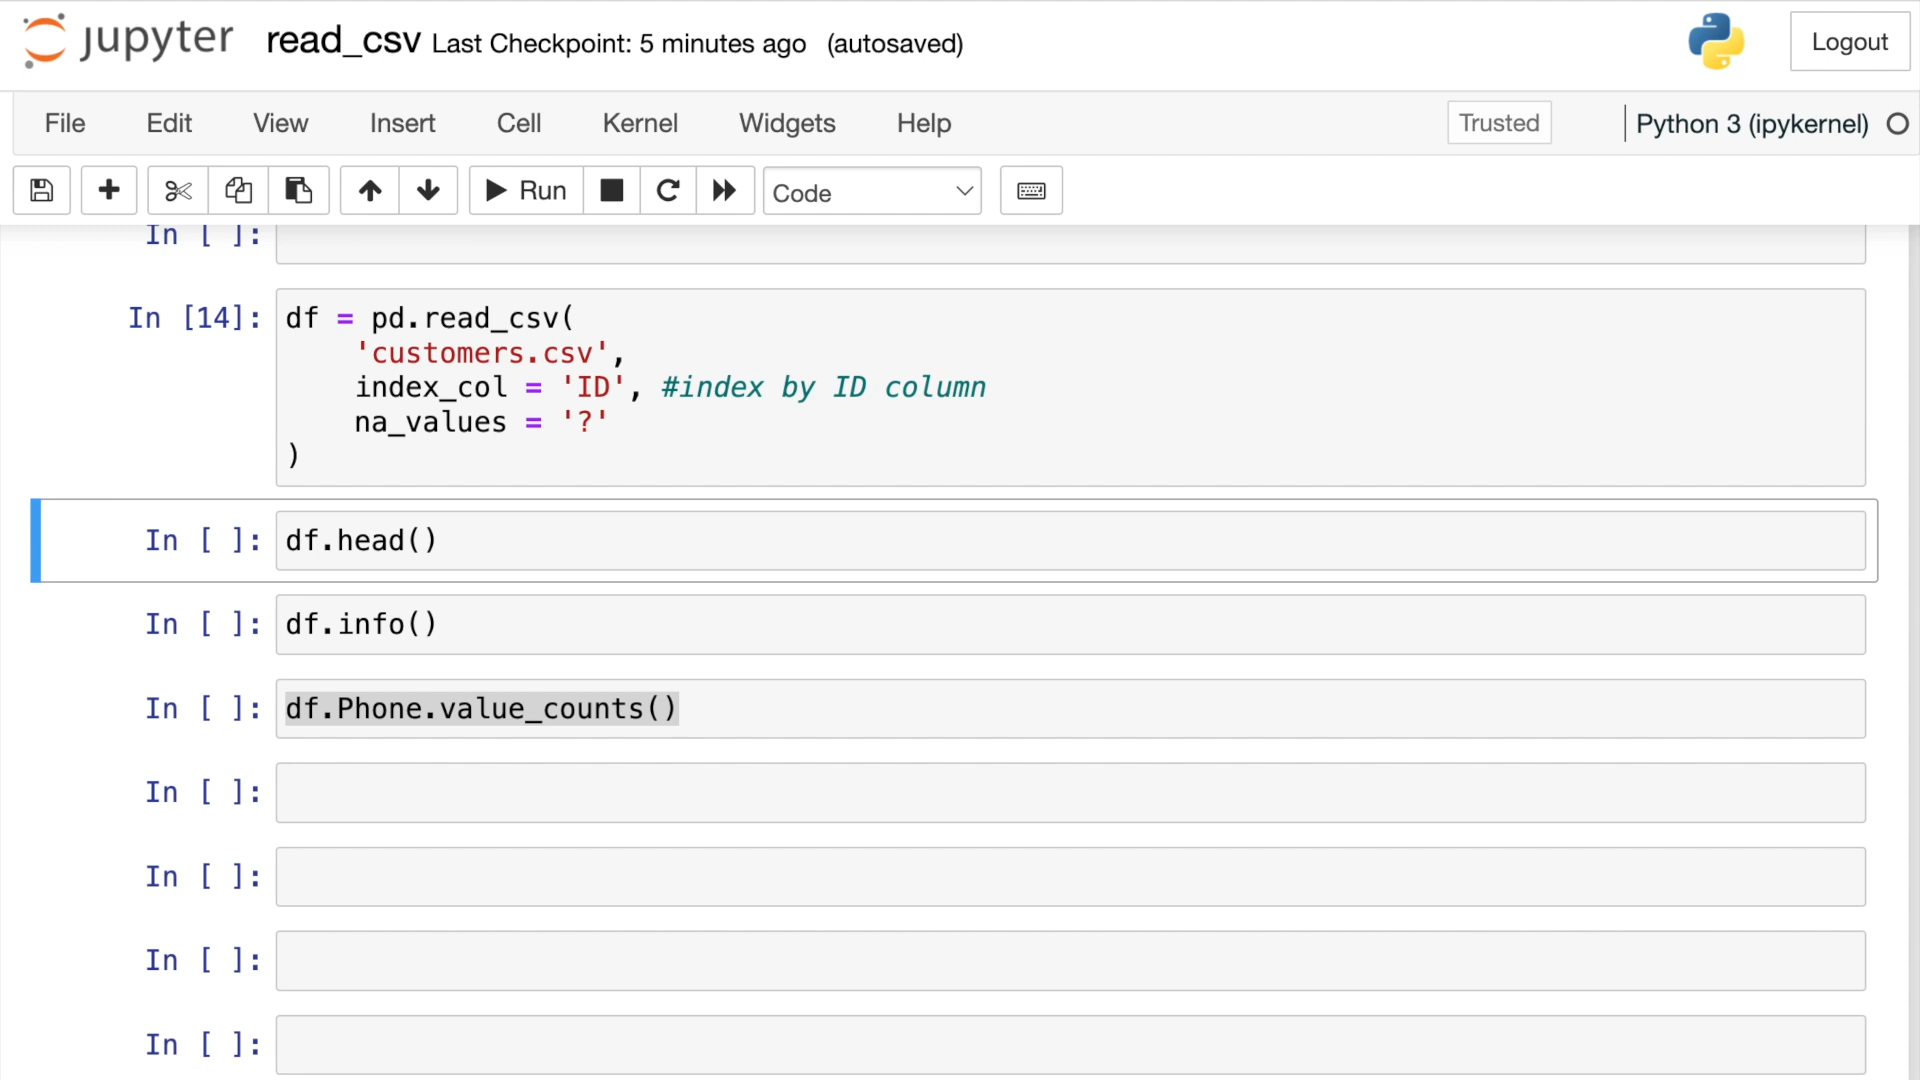 jupyter read_csv Last Checkpoint: 5 minutes ago (autosaved) Logout
File Edit View Insert Cell Kernel Widgets Help Trusted Python 3 (ipykernel)
Run Code
In [ ]:
In [14]: df = pd.read_csv(
'customers.csv',
index_col = 'ID', #index by ID column
na_values = '?'
)
In [ ]: df.head()
In [ ]: df.info()
In [ ]: df.Phone.value_counts()
In [ ]:
In [ ]:
In [ ]:
In [ ]: